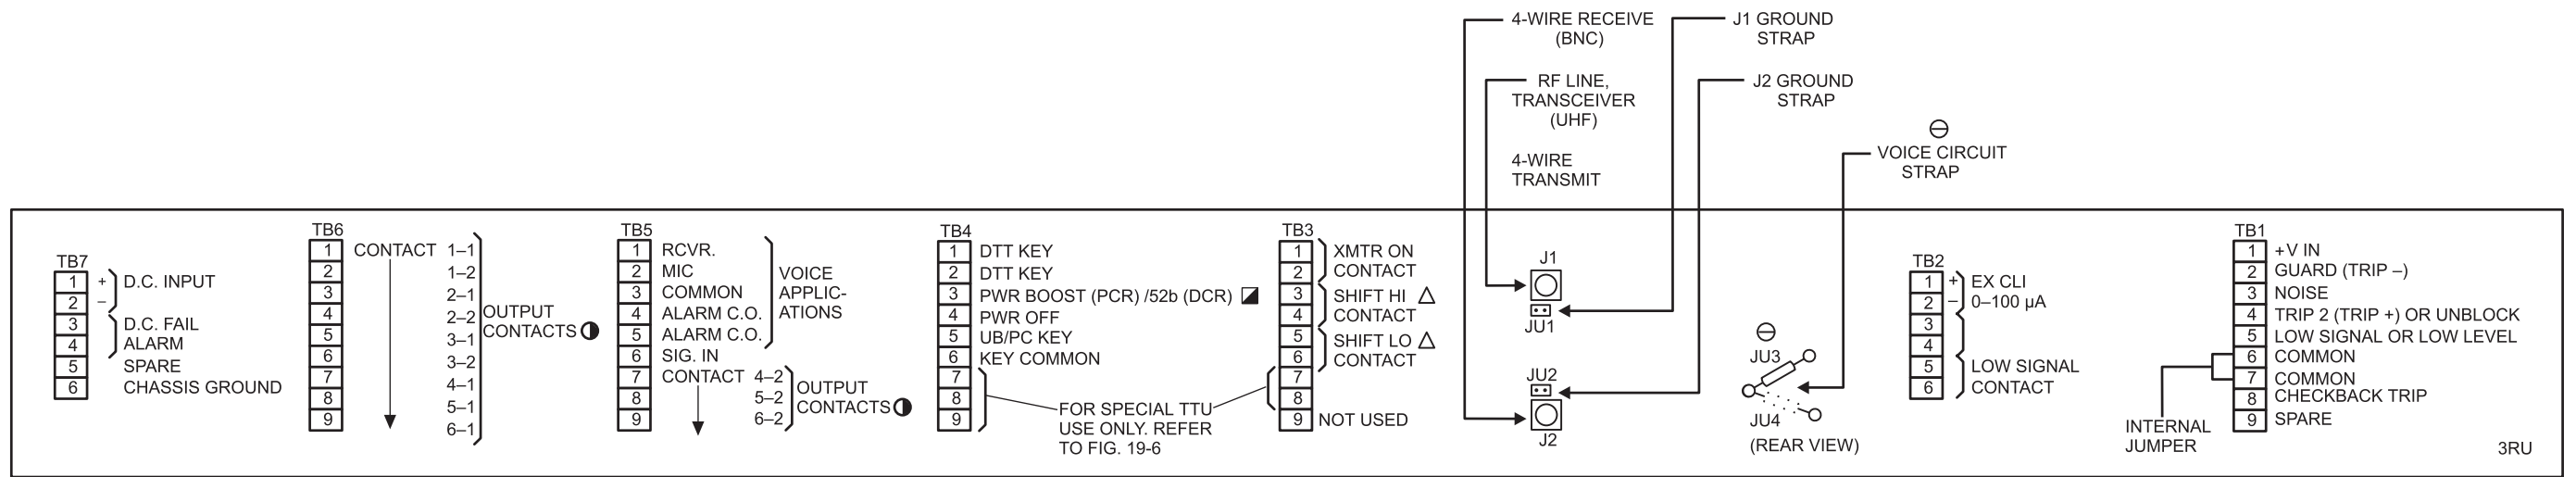 4-WIRE RECEIVE
(BNC)
J1 GROUND
STRAP
RF LINE,
TRANSCEIVER
(UHF)
J2 GROUND
STRAP
4-WIRE
TRANSMIT
VOICE CIRCUIT
STRAP
TB7
1 + D.C. INPUT
2 –
3 D.C. FAIL
4 ALARM
5 SPARE
6 CHASSIS GROUND
TB6
1 CONTACT 1–1
2 1–2
3 2–1
4 2–2
5 3–1
6 3–2
7 4–1
8 5–1
9 6–1
OUTPUT
CONTACTS
TB5
1 RCVR.
2 MIC
3 COMMON
4 ALARM C.O.
5 ALARM C.O.
6 SIG. IN
7 CONTACT 4–2
8 5–2
9 6–2
VOICE
APPLIC-
ATIONS
OUTPUT
CONTACTS
TB4
1 DTT KEY
2 DTT KEY
3 PWR BOOST (PCR) /52b (DCR)
4 PWR OFF
5 UB/PC KEY
6 KEY COMMON
7
8
9
FOR SPECIAL TTU
USE ONLY. REFER
TO FIG. 19-6
TB3
1 XMTR ON
2 CONTACT
3 SHIFT HI
4 CONTACT
5 SHIFT LO
6 CONTACT
7
8
9 NOT USED
J1
JU1
JU2
J2
JU3
JU4
(REAR VIEW)
TB2
1 + EX CLI
2 – 0–100 µA
3
4
5 LOW SIGNAL
6 CONTACT
TB1
1 +V IN
2 GUARD (TRIP –)
3 NOISE
4 TRIP 2 (TRIP +) OR UNBLOCK
5 LOW SIGNAL OR LOW LEVEL
6 COMMON
7 COMMON
8 CHECKBACK TRIP
9 SPARE
INTERNAL
JUMPER
3RU